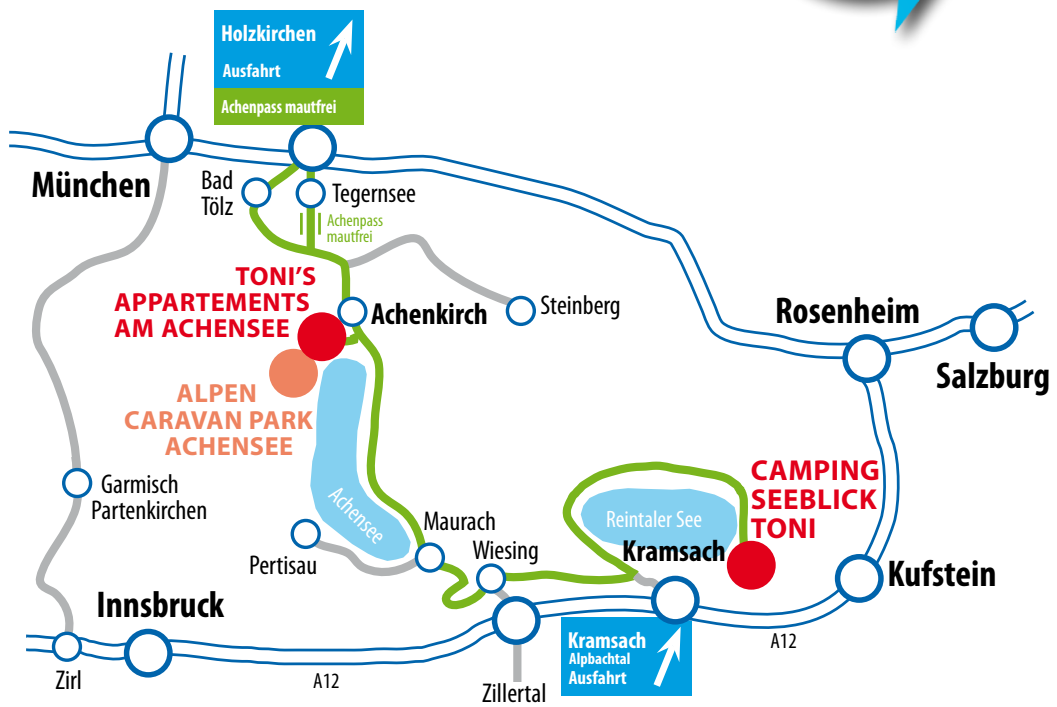 Holzkirchen
Ausfahrt
Achenpass mautfrei
München
Bad
Tölz
Tegernsee
Achenpass
mautfrei
TONI'S
APPARTEMENTS
AM ACHENSEE
Achenkirch
Steinberg
Rosenheim
Salzburg
ALPEN
CARAVAN PARK
ACHENSEE
Garmisch
Partenkirchen
Achensee
CAMPING
SEEBLICK
TONI
Reintaler See
Maurach
Pertisau
Wiesing
Kramsach
Kufstein
Innsbruck
Zirl
A12
Zillertal
Kramsach
Alpbachtal
Ausfahrt
A12